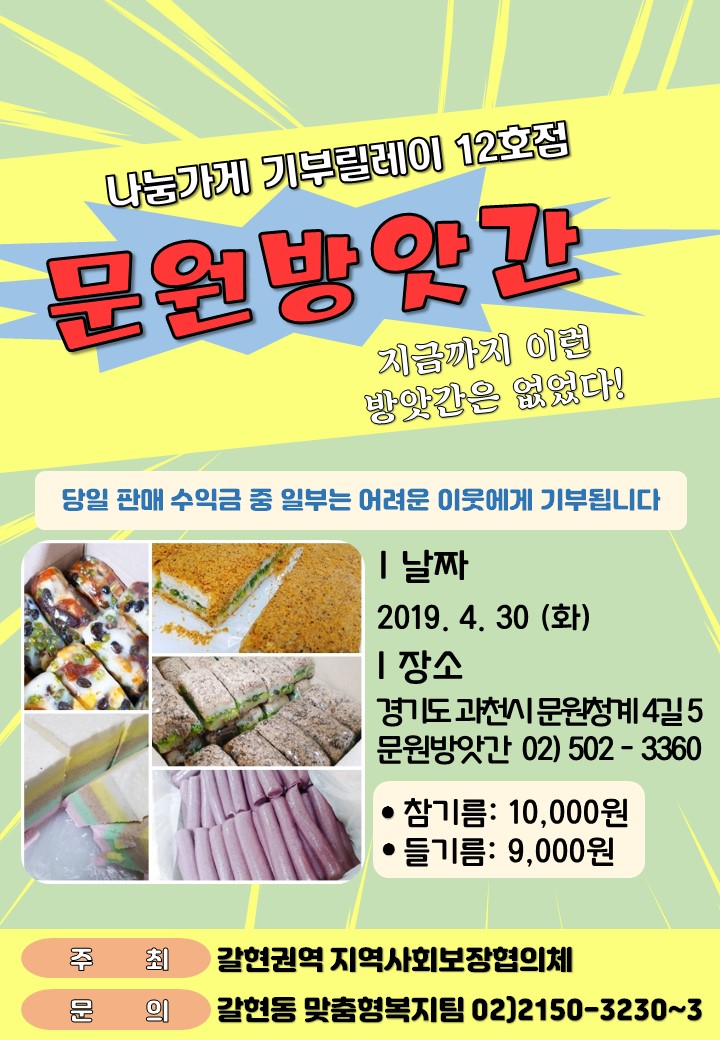 나눔가게 기부릴레이 12호점
문원방앗간
지금까지 이런
방앗간은 없었다!
당일 판매 수익금 중 일부는 어려운 이웃에게 기부됩니다
I 날짜
2019. 4. 30 (화)
I 장소
경기도 과천시 문원청계 4길 5
문원방앗간 02) 502 - 3360
• 참기름: 10,000원
• 들기름: 9,000원
주 최 갈현권역 지역사회보장협의체
문 의 갈현동 맞춤형복지팀 02)2150-3230~3